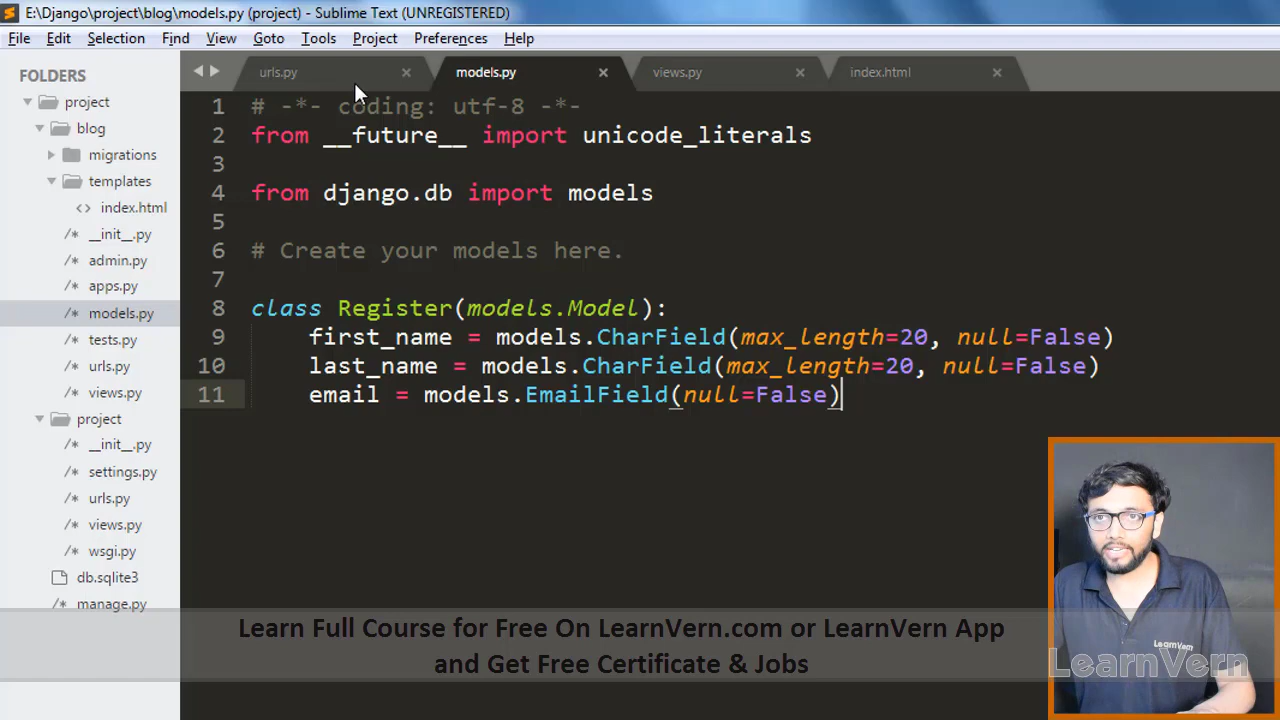 E:\Django\project\blog\models.py (project) - Sublime Text (UNREGISTERED)
File Edit Selection Find View Goto Tools Project Preferences Help
FOLDERS
project
blog
migrations
templates
<> index.html
/* __init__.py
/* admin.py
/* apps.py
/* models.py
/* tests.py
/* urls.py
/* views.py
project
/* __init__.py
/* settings.py
/* urls.py
/* views.py
/* wsgi.py
db.sqlite3
/* manage.py
urls.py × models.py × views.py × index.html ×
1 # -*- coding: utf-8 -*-
2 from __future__ import unicode_literals
3
4 from django.db import models
5
6 # Create your models here.
7
8 class Register(models.Model):
9 first_name = models.CharField(max_length=20, null=False)
10 last_name = models.CharField(max_length=20, null=False)
11 email = models.EmailField(null=False)
Learn Full Course for Free On LearnVern.com or LearnVern App
and Get Free Certificate & Jobs
LearnVern
LearnVern